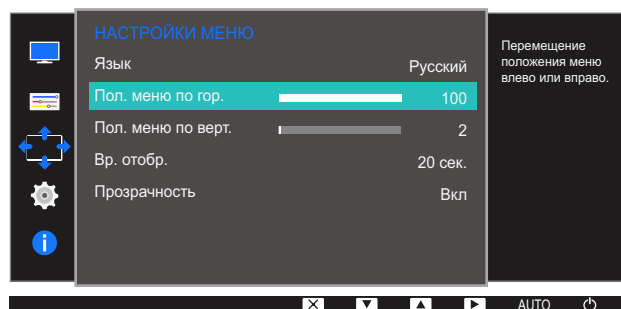 НАСТРОЙКИ МЕНЮ
Язык Русский
Пол. меню по гор. 100
Пол. меню по верт. 2
Вр. отобр. 20 сек.
Прозрачность Вкл
Перемещение
положения меню
влево или вправо.
AUTO